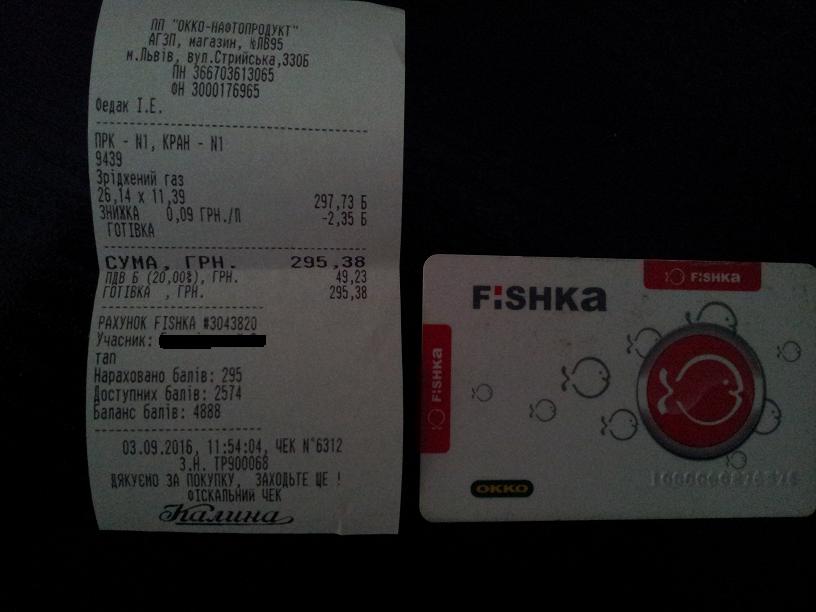 ПП "ОККО-НАФТОПРОДУКТ"
АГЗП, магазин, №ЛВ95
м.Львів, вул.Стрийська,330Б
ПН 366703613065
ФН 3000176965
Федак І.Е.
ПРК - N1, КРАН - N1
9439
Зріджений газ
26,14 х 11,39 297,73 Б
ЗНИЖКА 0,09 ГРН./Л -2,35 Б
ГОТІВКА
СУМА, ГРН. 295,38
ПДВ Б (20,00%), ГРН. 49,23
ГОТІВКА , ГРН. 295,38
РАХУНОК FISHKA #3043820
Учасник:
тап
Нараховано балів: 295
Доступних балів: 2574
Баланс балів: 4888
03.09.2016, 11:54:04, ЧЕК N°6312
З.Н. ТР900068
ДЯКУЄМО ЗА ПОКУПКУ, ЗАХОДЬТЕ ЩЕ !
ФІСКАЛЬНИЙ ЧЕК
Калина
FISHKA
FISHKA
FISHKA
OKKO